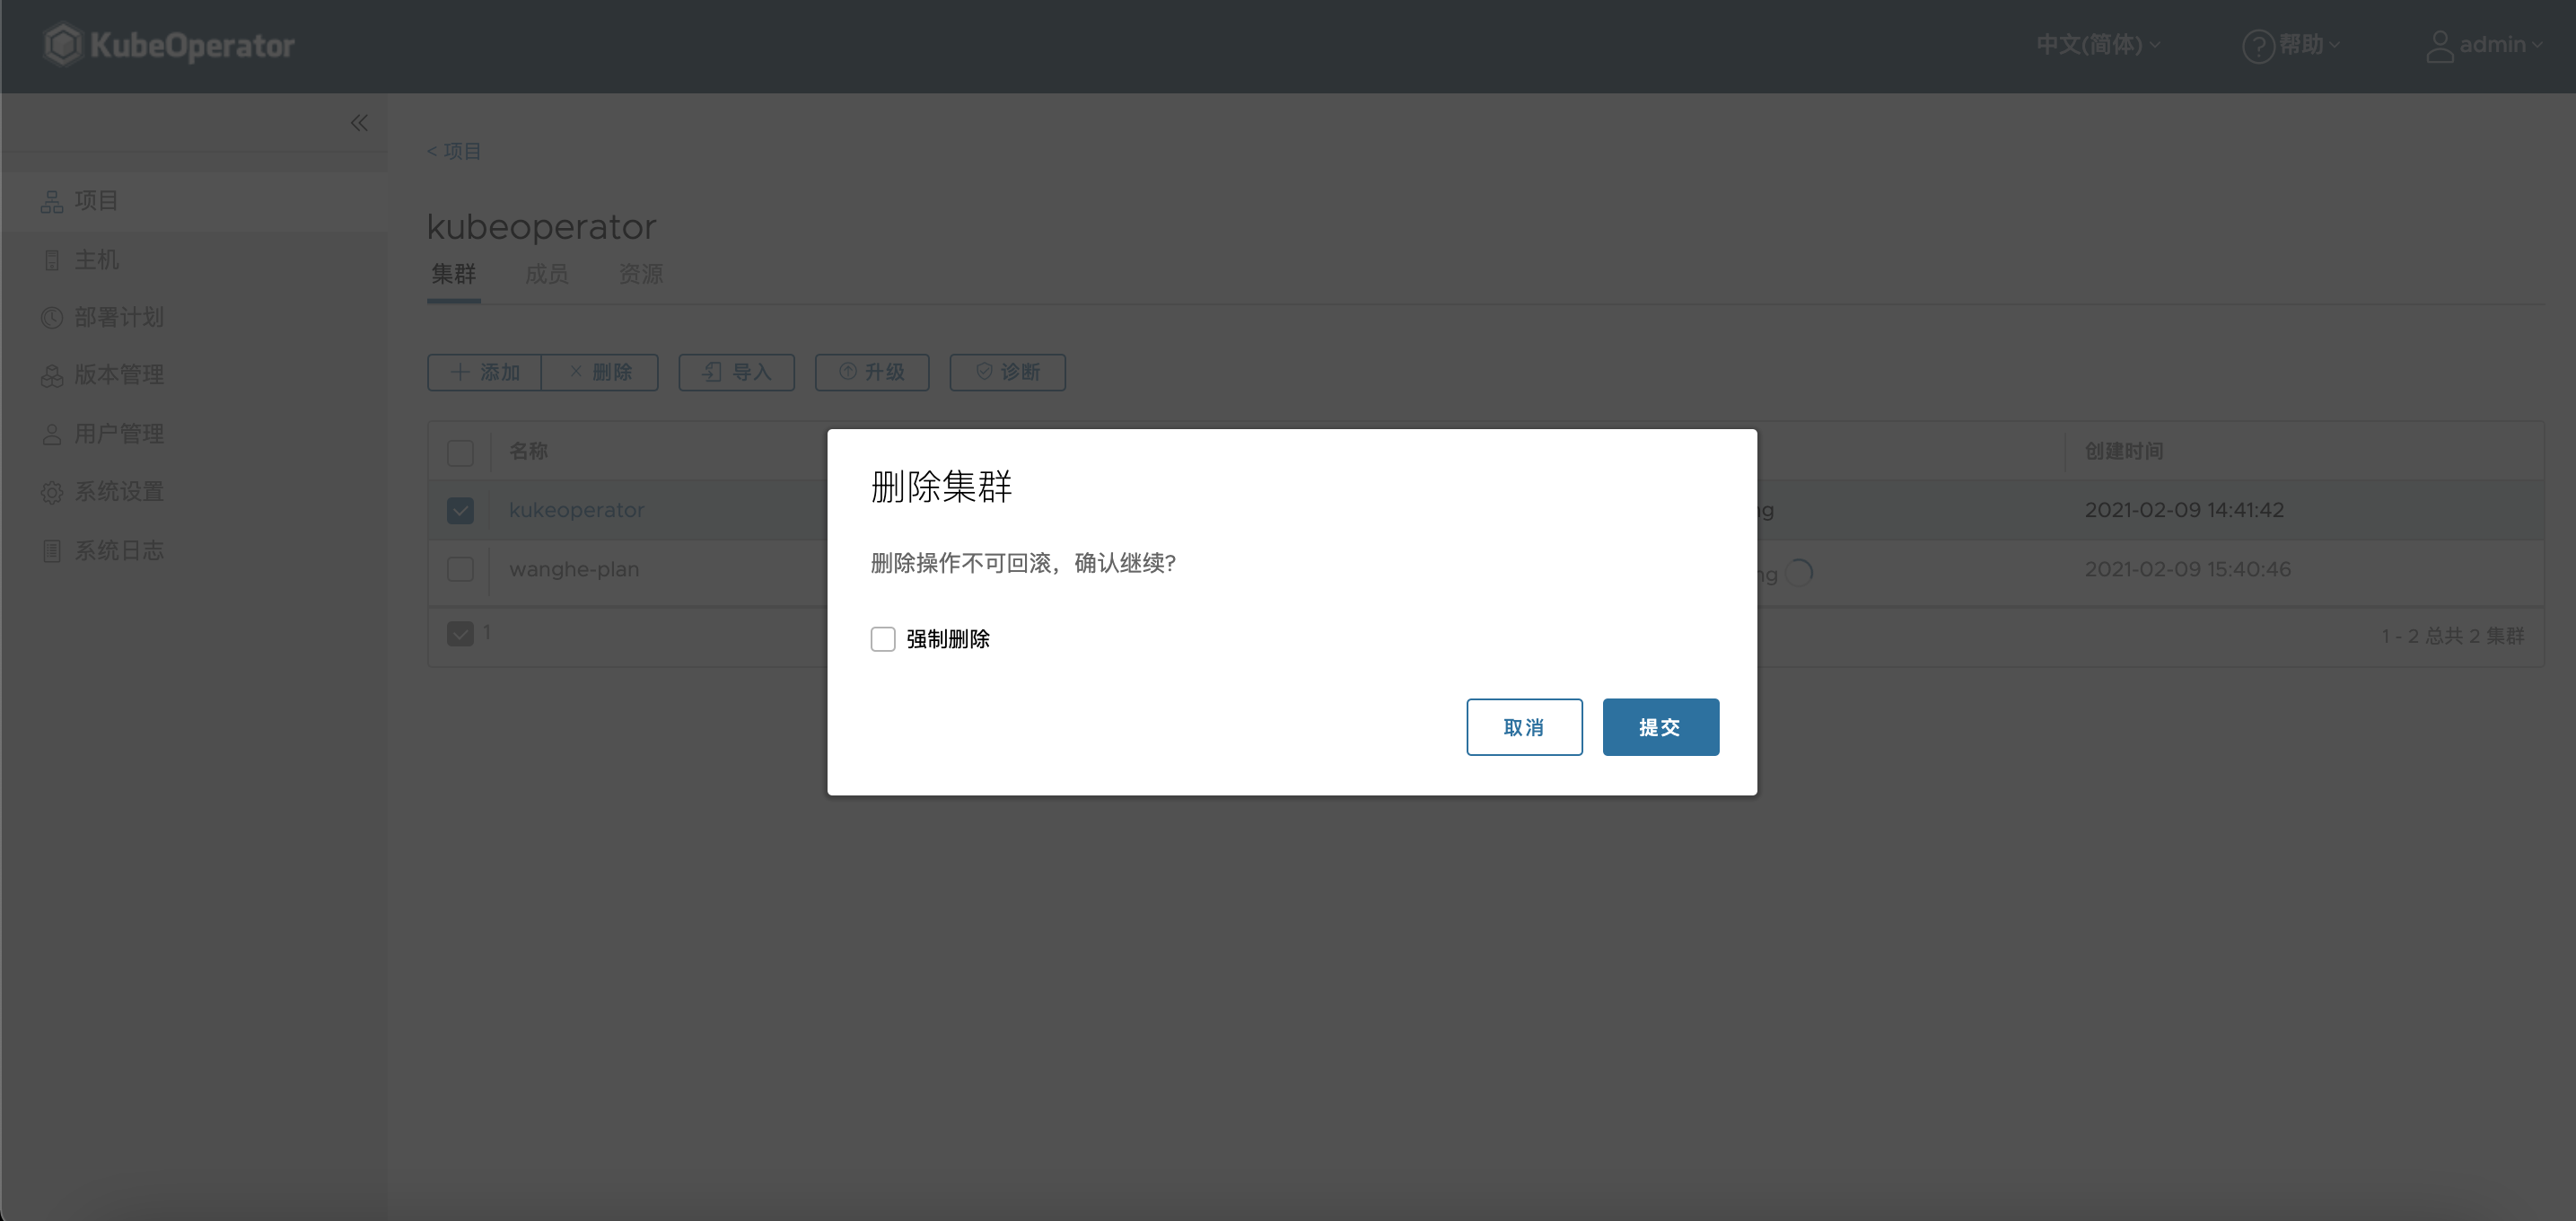 KubeOperator 中文(简体) 帮助 admin
< 项目
项目
主机
部署计划
版本管理
用户管理
系统设置
系统日志
kubeoperator
集群 成员 资源
添加 删除 导入 升级 诊断
名称 创建时间
kukeoperator ng 2021-02-09 14:41:42
wanghe-plan ng 2021-02-09 15:40:46
1 1 - 2 总共 2 集群
删除集群
删除操作不可回滚，确认继续?
强制删除
取消 提交